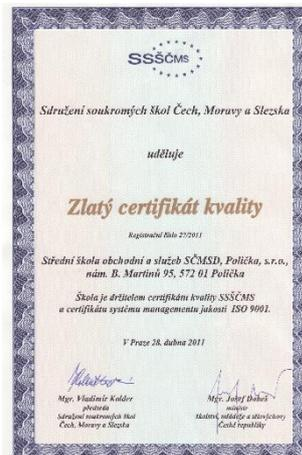 SSŠČMS
Sdružení soukromých škol Čech, Moravy a Slezska
uděluje
Zlatý certifikát kvality
Registrační číslo 27/2011
Střední škola obchodní a služeb SČMSD, Polička, s.r.o.,
nám. B. Martinů 95, 572 01 Polička
Škola je držitelem certifikátu kvality SSŠČMS
a certifikátu systému managementu jakosti ISO 9001.
V Praze 28. dubna 2011
Mgr. Vladimír Kolder
předseda
Sdružení soukromých škol
Čech, Moravy a Slezska
Mgr. Josef Dobeš
ministr
školství, mládeže a tělovýchovy
České republiky